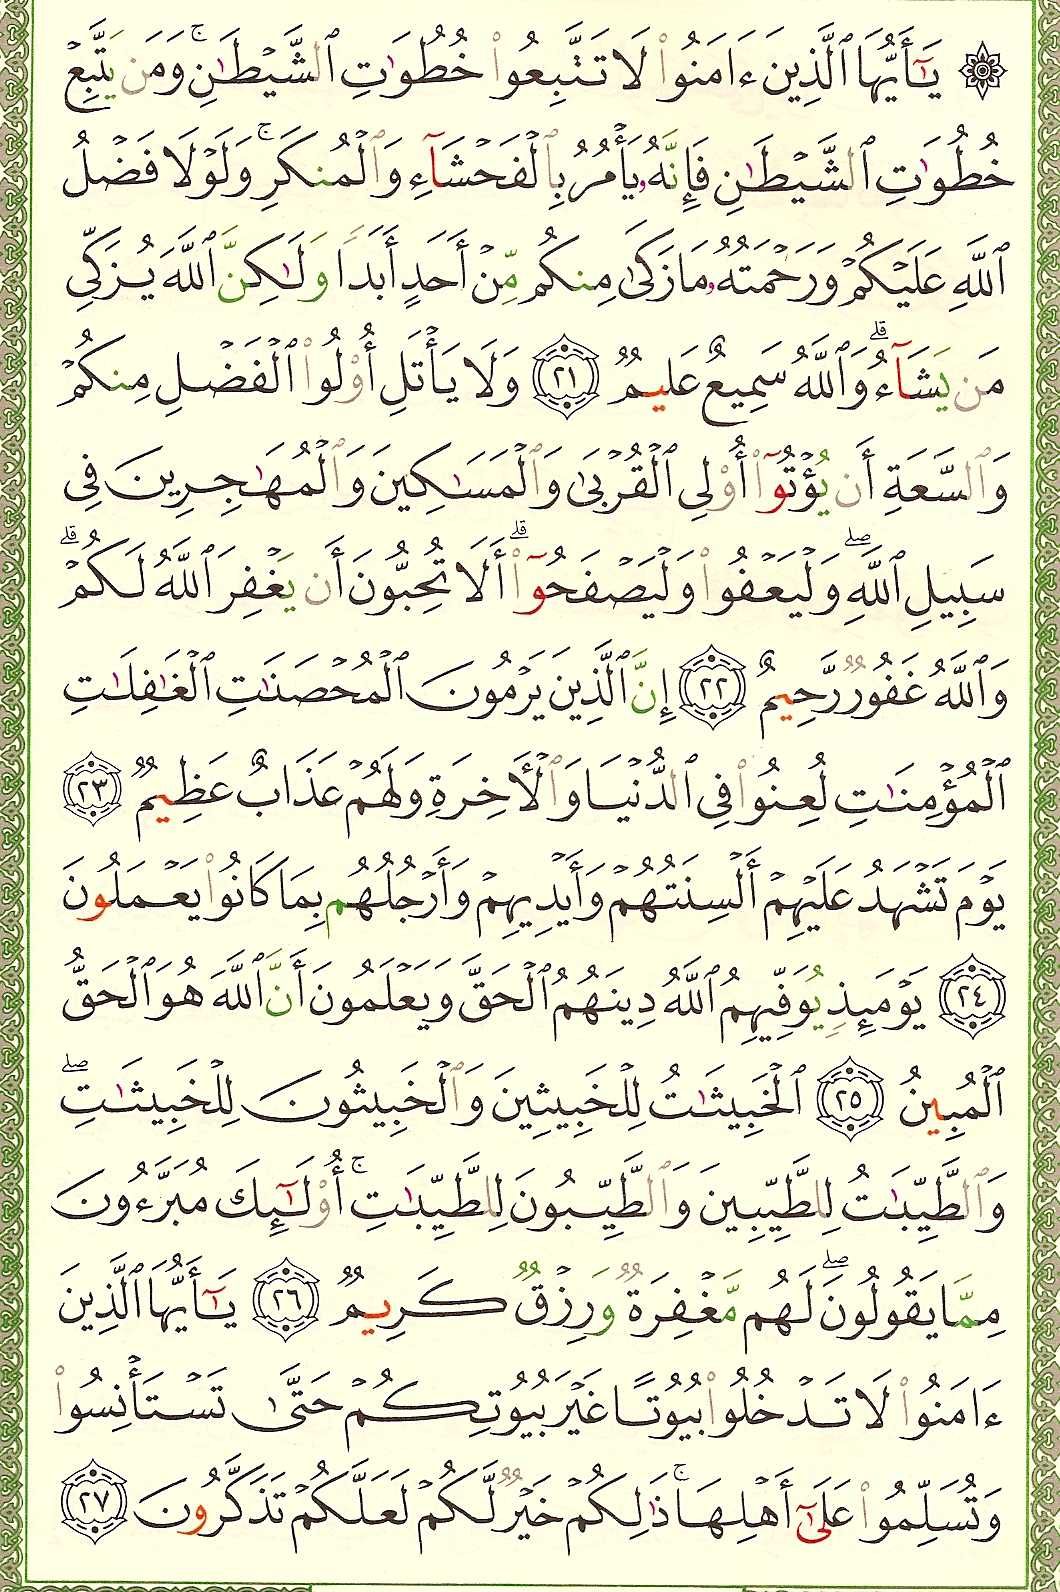 ۞ يَـٰٓأَيُّهَا ٱلَّذِينَ ءَامَنُوا۟ لَا تَتَّبِعُوا۟ خُطُوَٰتِ ٱلشَّيْطَـٰنِ ۚ وَمَن يَتَّبِعْ
خُطُوَٰتِ ٱلشَّيْطَـٰنِ فَإِنَّهُۥ يَأْمُرُ بِٱلْفَحْشَآءِ وَٱلْمُنكَرِ ۚ وَلَوْلَا فَضْلُ
ٱللَّهِ عَلَيْكُمْ وَرَحْمَتُهُۥ مَا زَكَىٰ مِنكُم مِّنْ أَحَدٍ أَبَدًا وَلَـٰكِنَّ ٱللَّهَ يُزَكِّى
مَن يَشَآءُ ۗ وَٱللَّهُ سَمِيعٌ عَلِيمٌ ٢١ وَلَا يَأْتَلِ أُو۟لُوا۟ ٱلْفَضْلِ مِنكُمْ
وَٱلسَّعَةِ أَن يُؤْتُوٓا۟ أُو۟لِى ٱلْقُرْبَىٰ وَٱلْمَسَـٰكِينَ وَٱلْمُهَـٰجِرِينَ فِى
سَبِيلِ ٱللَّهِ ۖ وَلْيَعْفُوا۟ وَلْيَصْفَحُوٓا۟ ۗ أَلَا تُحِبُّونَ أَن يَغْفِرَ ٱللَّهُ لَكُمْ ۗ
وَٱللَّهُ غَفُورٌ رَّحِيمٌ ٢٢ إِنَّ ٱلَّذِينَ يَرْمُونَ ٱلْمُحْصَنَـٰتِ ٱلْغَـٰفِلَـٰتِ
ٱلْمُؤْمِنَـٰتِ لُعِنُوا۟ فِى ٱلدُّنْيَا وَٱلْـَٔاخِرَةِ وَلَهُمْ عَذَابٌ عَظِيمٌ ٢٣
يَوْمَ تَشْهَدُ عَلَيْهِمْ أَلْسِنَتُهُمْ وَأَيْدِيهِمْ وَأَرْجُلُهُم بِمَا كَانُوا۟ يَعْمَلُونَ
٢٤ يَوْمَئِذٍ يُوَفِّيهِمُ ٱللَّهُ دِينَهُمُ ٱلْحَقَّ وَيَعْلَمُونَ أَنَّ ٱللَّهَ هُوَ ٱلْحَقُّ
ٱلْمُبِينُ ٢٥ ٱلْخَبِيثَـٰتُ لِلْخَبِيثِينَ وَٱلْخَبِيثُونَ لِلْخَبِيثَـٰتِ ۖ
وَٱلطَّيِّبَـٰتُ لِلطَّيِّبِينَ وَٱلطَّيِّبُونَ لِلطَّيِّبَـٰتِ ۚ أُو۟لَـٰٓئِكَ مُبَرَّءُونَ
مِمَّا يَقُولُونَ ۖ لَهُم مَّغْفِرَةٌ وَرِزْقٌ كَرِيمٌ ٢٦ يَـٰٓأَيُّهَا ٱلَّذِينَ
ءَامَنُوا۟ لَا تَدْخُلُوا۟ بُيُوتًا غَيْرَ بُيُوتِكُمْ حَتَّىٰ تَسْتَأْنِسُوا۟
وَتُسَلِّمُوا۟ عَلَىٰٓ أَهْلِهَا ۚ ذَٰلِكُمْ خَيْرٌ لَّكُمْ لَعَلَّكُمْ تَذَكَّرُونَ ٢٧